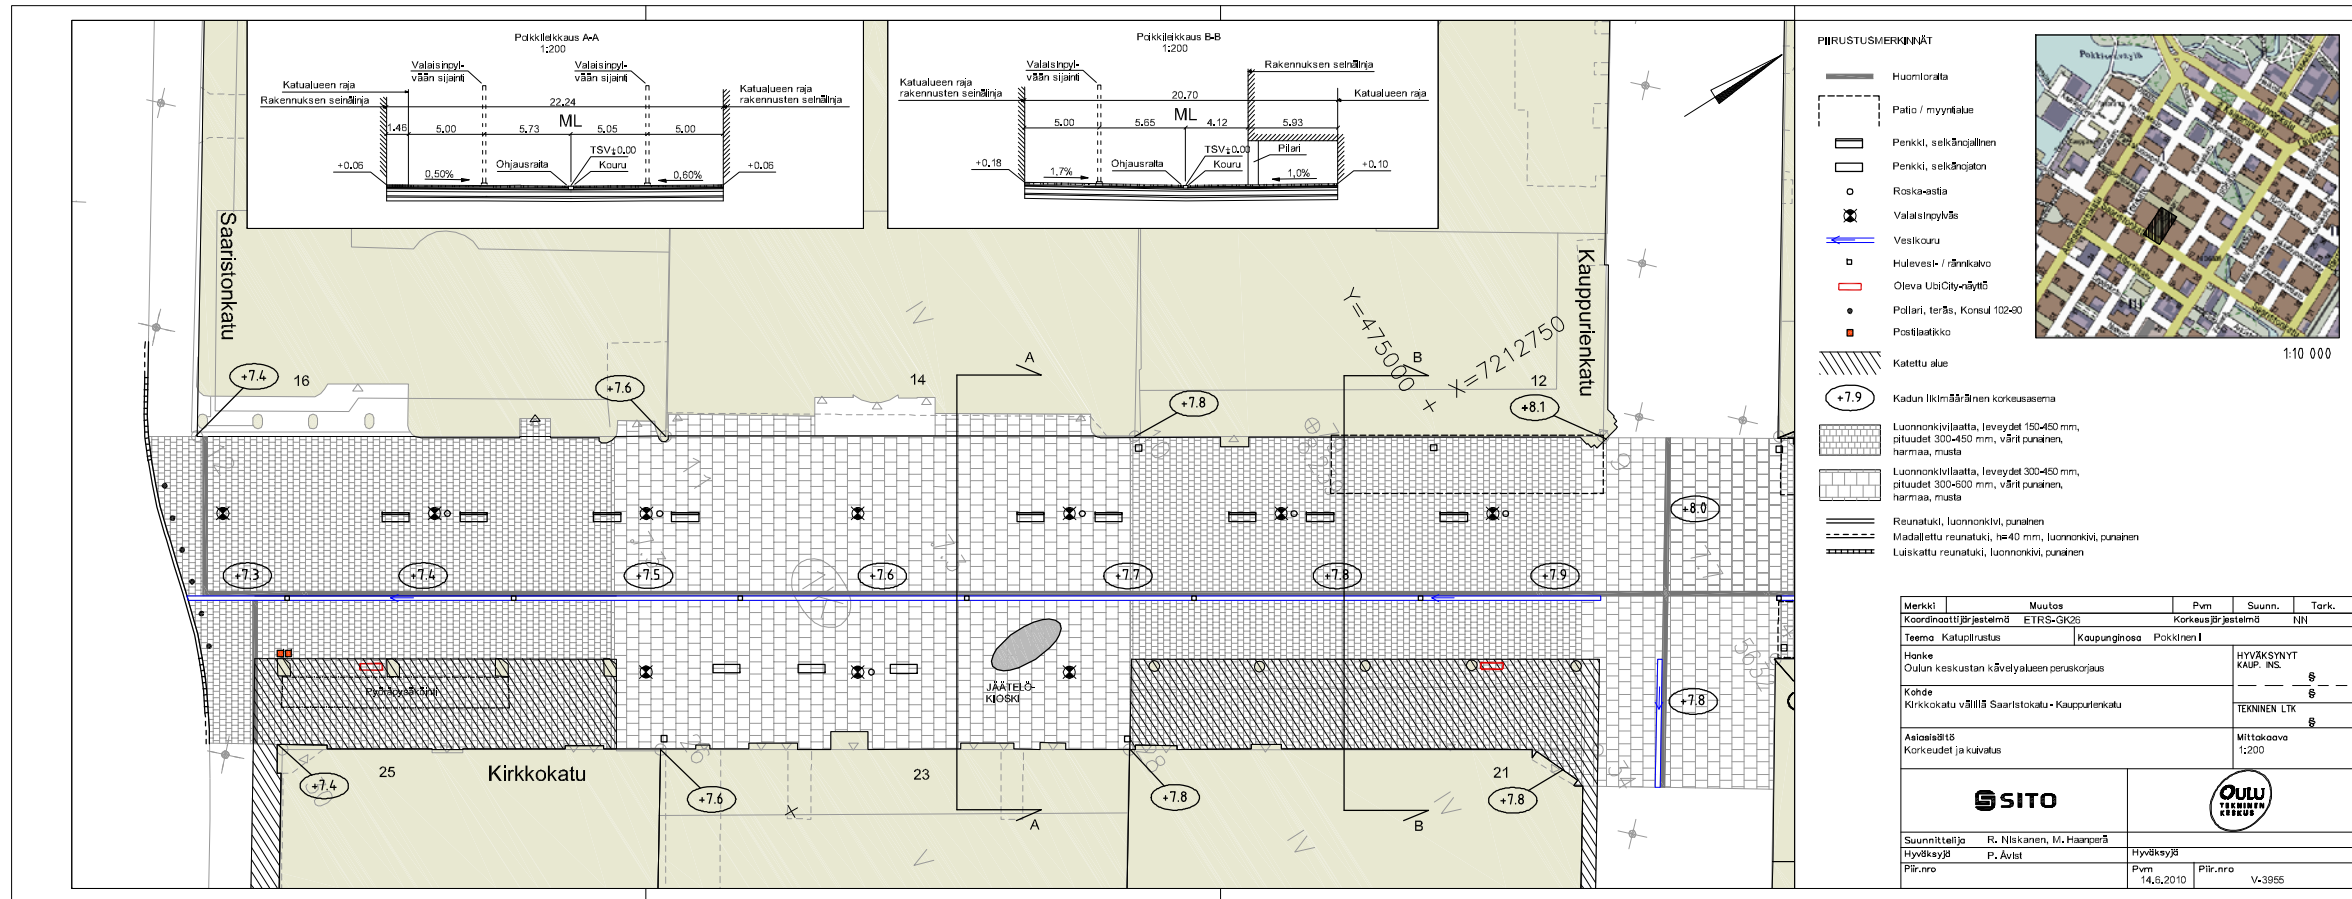 Poikkileikkaus A-A
1:200
Valaisinpyl-
vään sijainti
Valaisinpyl-
vään sijainti
Katualueen raja
Rakennuksen seinälinja
Katualueen raja
rakennusten seinälinja
22.24
ML
1.46
5.00
5.73
5.05
5.00
TSV±0.00
Ohjausraita
Kouru
+0.06
+0.06
0,50%
0,60%
Poikkileikkaus B-B
1:200
Valaisinpyl-
vään sijainti
Rakennuksen seinälinja
Katualueen raja
rakennusten seinälinja
Katualueen raja
20.70
ML
5.00
5.65
4.12
5.93
TSV±0.00
Pilari
Ohjausraita
Kouru
+0.18
+0.10
1,7%
1,0%
Saaristonkatu
Kauppurienkatu
Y=475000
X=7212750
IV
A
B
+7.4
16
+7.6
14
+7.8
12
+8.1
+8.0
+7.3
+7.4
+7.5
+7.6
+7.7
+7.8
+7.9
Pyöräpysäköinti
JÄÄTELÖ-
KIOSKI
+7.8
+7.4
25
Kirkkokatu
+7.6
23
+7.8
21
+7.8
A
B
V
IV
IV
PIIRUSTUSMERKINNÄT
Huomioraita
Patio / myyntialue
Penkki, selkänojallinen
Penkki, selkänojaton
Roska-astia
Valaisinpylväs
Vesikouru
Hulevesi- / rännikaivo
Oleva UbiCity-näyttö
Pollari, teräs, Konsul 102-90
Postilaatikko
Katettu alue
+7.9
Kadun likimääräinen korkeusasema
Luonnonkivilaatta, leveydet 150-450 mm,
pituudet 300-450 mm, värit punainen,
harmaa, musta
Luonnonkivilaatta, leveydet 300-450 mm,
pituudet 300-600 mm, värit punainen,
harmaa, musta
Reunatuki, luonnonkivi, punainen
Madallettu reunatuki, h=40 mm, luonnonkivi, punainen
Luiskattu reunatuki, luonnonkivi, punainen
1:10 000
Merkki Muutos Pvm Suunn. Tark.
Koordinaattijärjestelmä ETRS-GK26 Korkeusjärjestelmä NN
Teema Katupiirustus Kaupunginosa Pokkinen I
Hanke
Oulun keskustan kävelyalueen peruskorjaus
HYVÄKSYNYT
KAUP. INS.
§
Kohde
Kirkkokatu välillä Saaristokatu - Kauppurienkatu
§
TEKNINEN LTK
§
Asiasisältö
Korkeudet ja kuivatus
Mittakaava
1:200
SITO
OULU
TEKNINEN
KESKUS
Suunnittelija R. Niskanen, M. Haanperä
Hyväksyjä P. Åvist
Hyväksyjä
Piir.nro
Pvm
14.6.2010
Piir.nro
V-3955